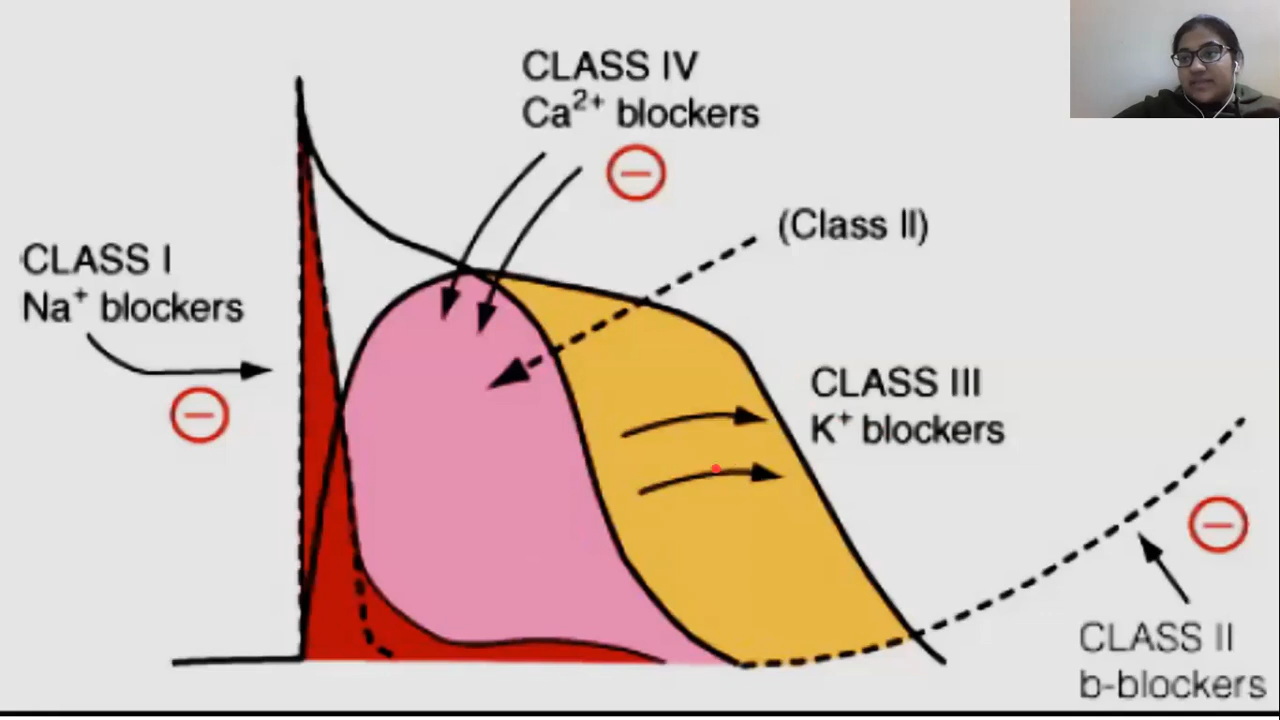 CLASS IV
Ca²⁺ blockers
(Class II)
CLASS I
Na⁺ blockers
CLASS III
K⁺ blockers
CLASS II
b-blockers